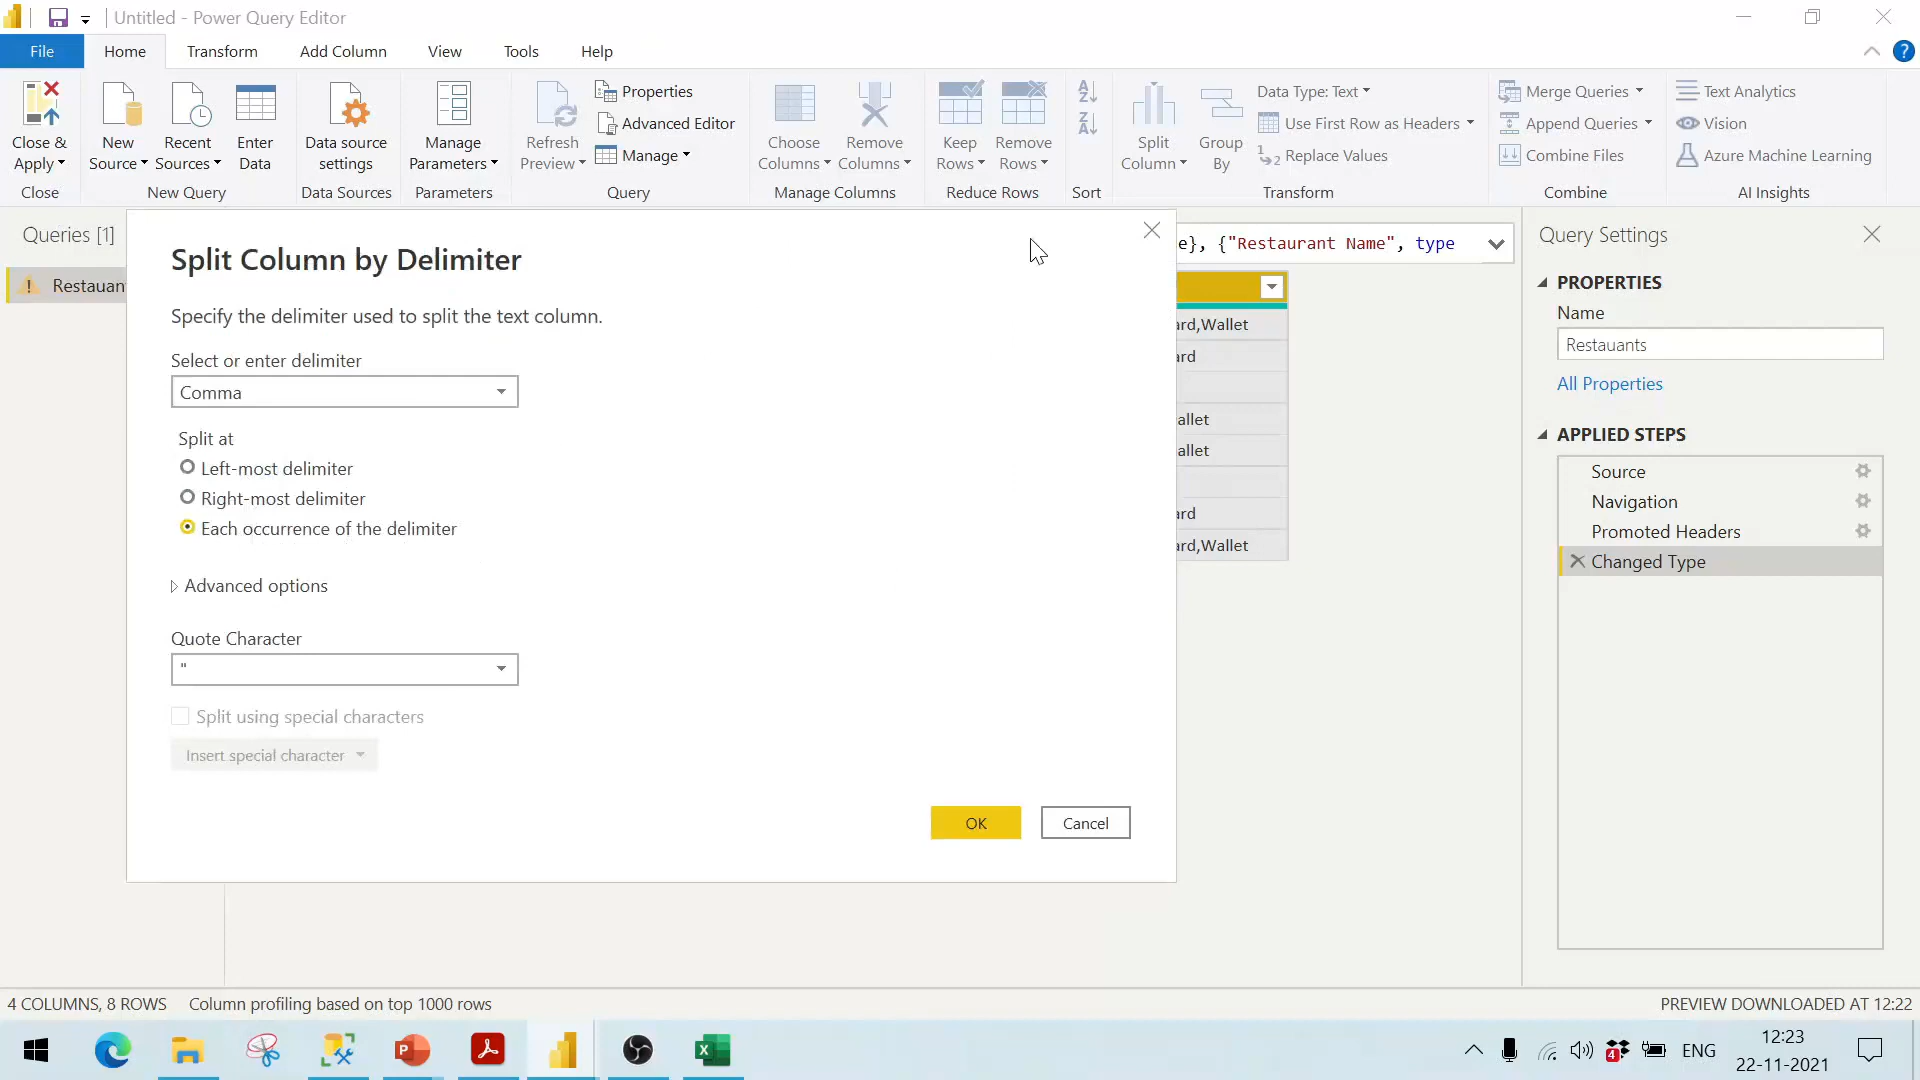 Untitled - Power Query Editor
File Home Transform Add Column View Tools Help
Close & Apply
New Source
Recent Sources
Enter Data
Data source settings
Manage Parameters
Refresh Preview
Properties
Advanced Editor
Manage
Choose Columns
Remove Columns
Keep Rows
Remove Rows
Split Column
Group By
Data Type: Text
Use First Row as Headers
Replace Values
Merge Queries
Append Queries
Combine Files
Text Analytics
Vision
Azure Machine Learning
Close New Query Data Sources Parameters Query Manage Columns Reduce Rows Sort Transform Combine AI Insights
Queries [1]
Restauan
Split Column by Delimiter
Specify the delimiter used to split the text column.
Select or enter delimiter
Comma
Split at
Left-most delimiter
Right-most delimiter
Each occurrence of the delimiter
Advanced options
Quote Character
"
Split using special characters
Insert special character
OK Cancel
e}, {"Restaurant Name", type
ard,Wallet
ard
allet
allet
ard
ard,Wallet
Query Settings
PROPERTIES
Name
Restauants
All Properties
APPLIED STEPS
Source
Navigation
Promoted Headers
Changed Type
4 COLUMNS, 8 ROWS Column profiling based on top 1000 rows
PREVIEW DOWNLOADED AT 12:22
4
ENG
12:23
22-11-2021